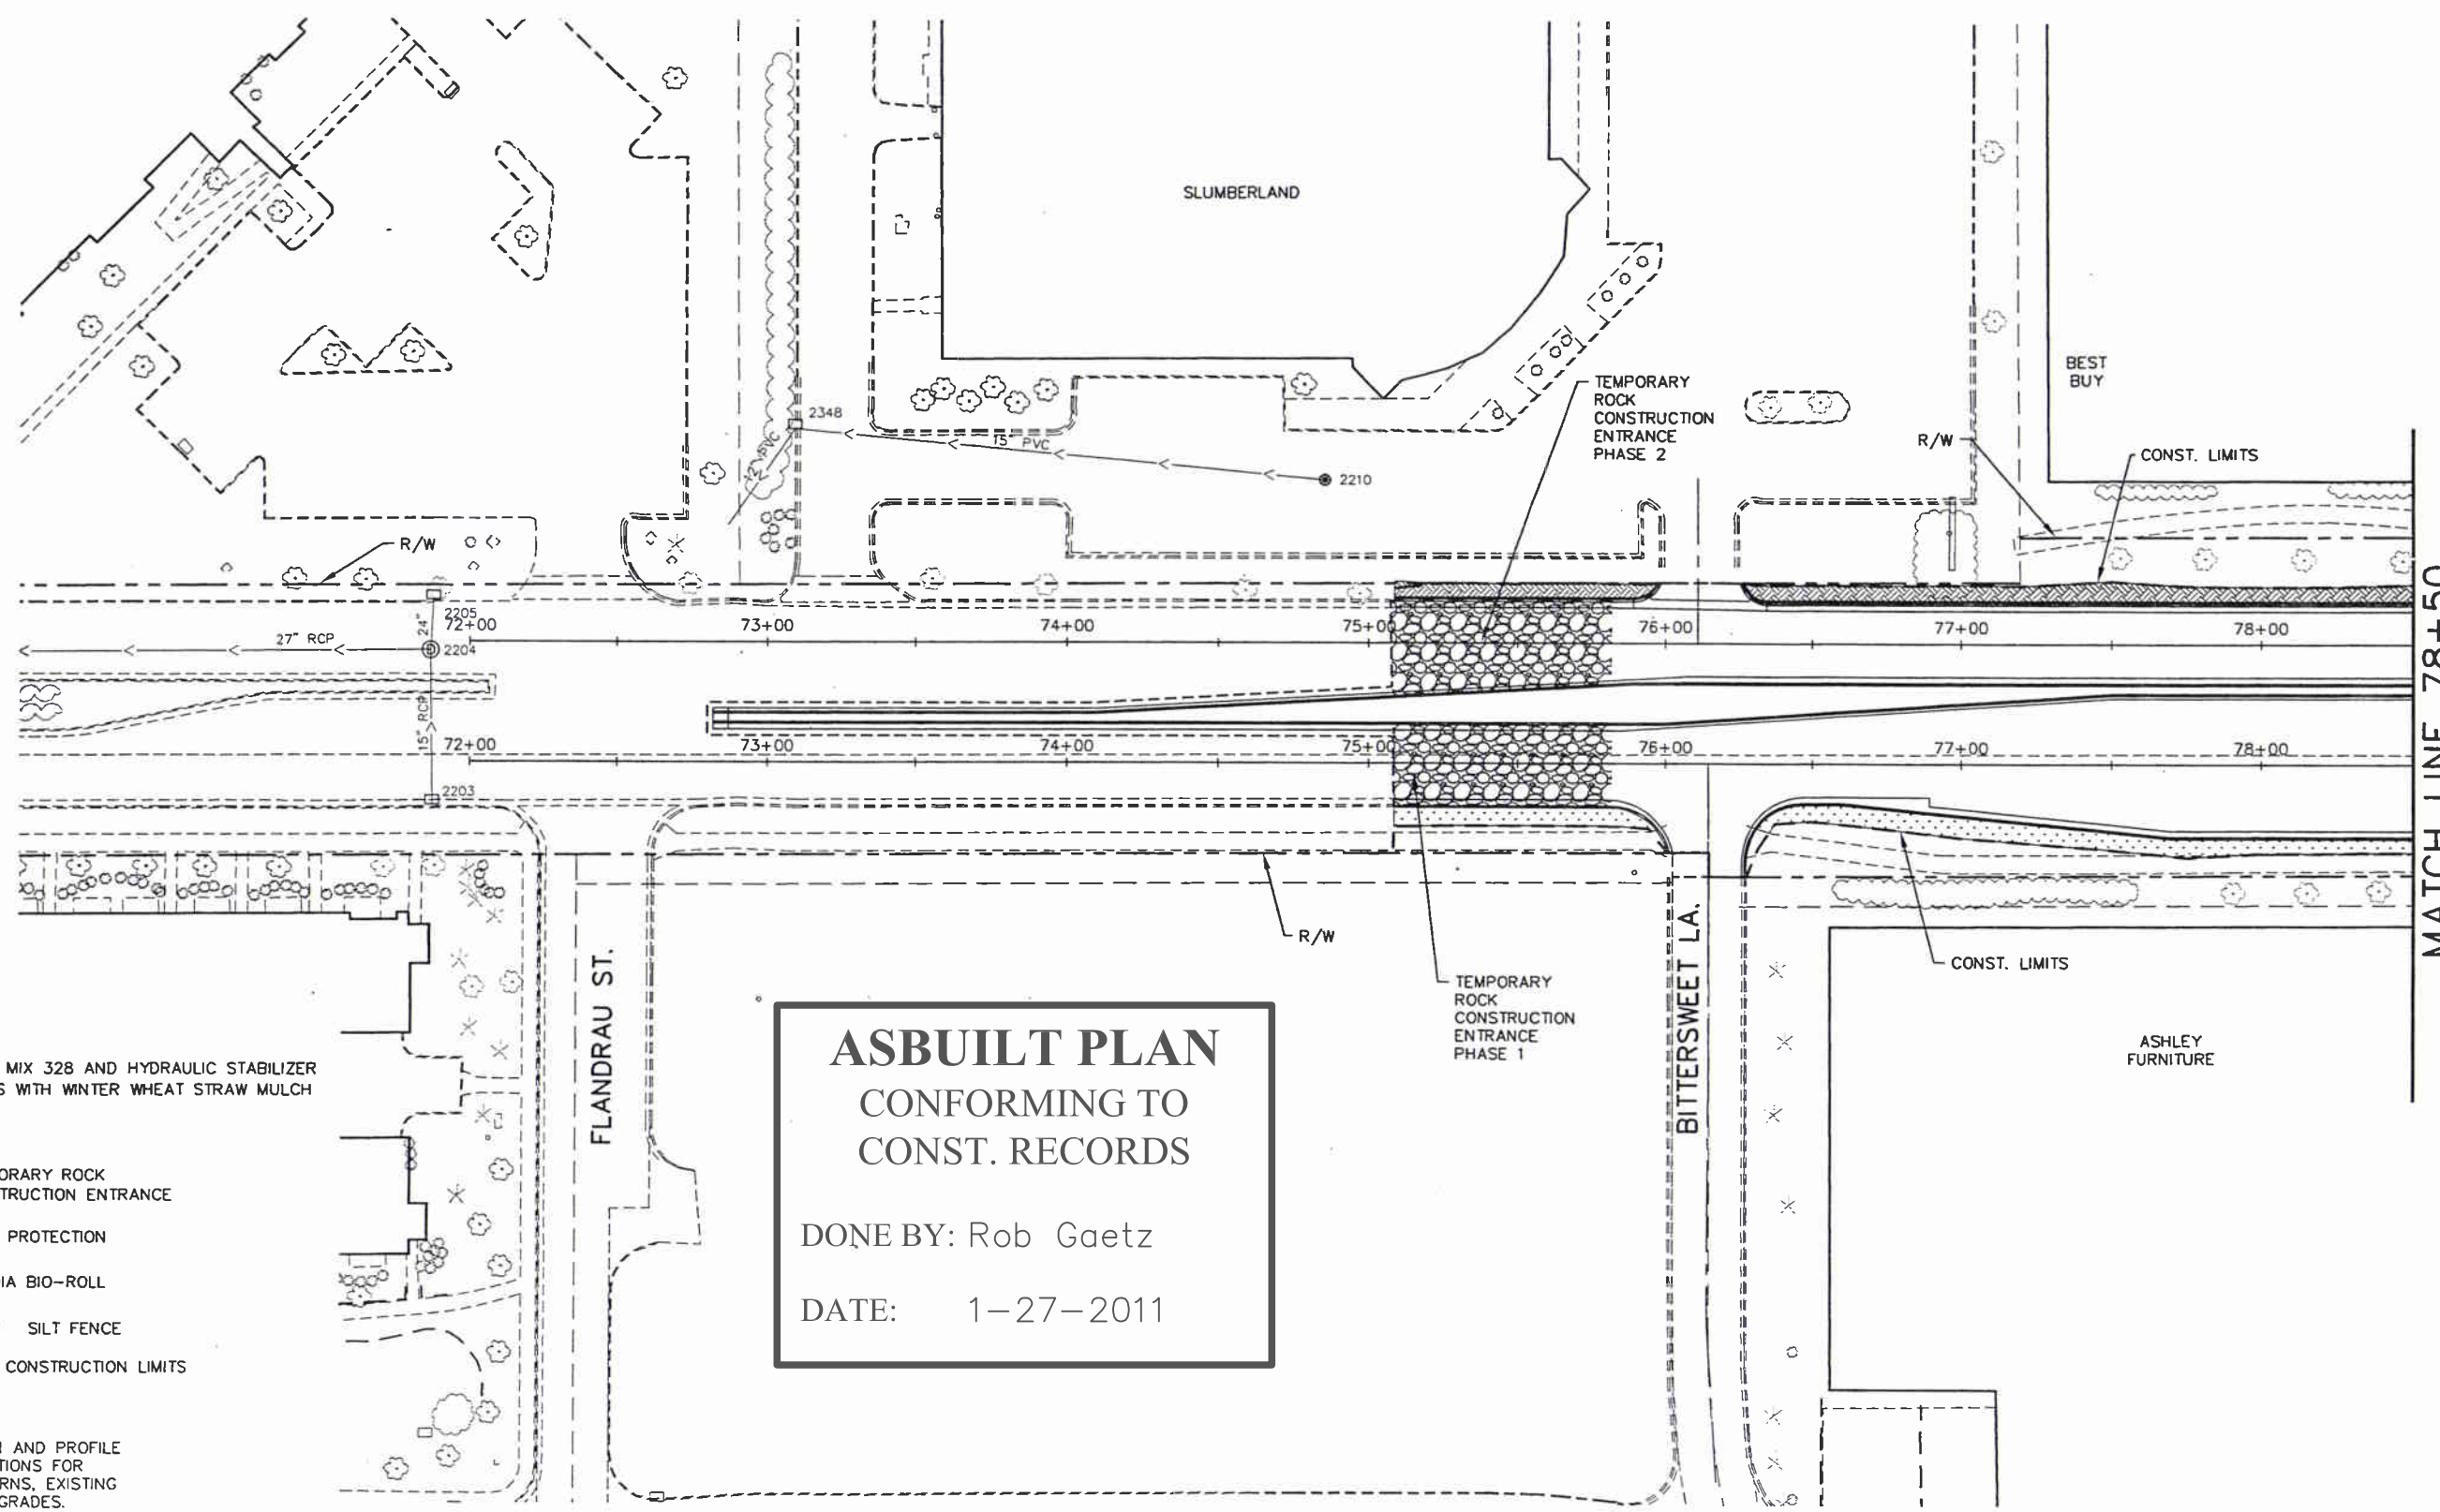 SLUMBERLAND
TEMPORARY
ROCK
CONSTRUCTION
ENTRANCE
PHASE 2
BEST
BUY
R/W
CONST. LIMITS
2348
15" PVC
12" PVC
2210
R/W
2205
24"
72+00
73+00
74+00
75+00
76+00
77+00
78+00
27" RCP
2204
15" RCP
72+00
73+00
74+00
75+00
76+00
77+00
78+00
2203
MATCH LINE 78+50
R/W
CONST. LIMITS
FLANDRAU ST.
BITTERSWEET LA.
TEMPORARY
ROCK
CONSTRUCTION
ENTRANCE
PHASE 1
ASHLEY
FURNITURE
ASBUILT PLAN
CONFORMING TO
CONST. RECORDS
DONE BY: Rob Gaetz
DATE: 1-27-2011
MIX 328 AND HYDRAULIC STABILIZER
S WITH WINTER WHEAT STRAW MULCH
ORARY ROCK
TRUCTION ENTRANCE
PROTECTION
IA BIO-ROLL
SILT FENCE
CONSTRUCTION LIMITS
AND PROFILE
TIONS FOR
RNS, EXISTING
GRADES.